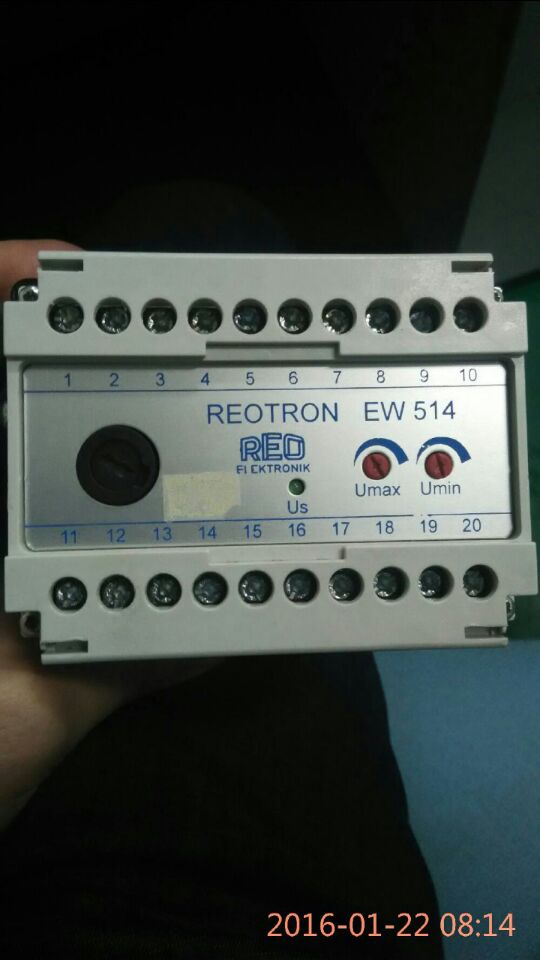 1 2 3 4 5 6 7 8 9 10
REOTRON EW 514
REO
ELEKTRONIK
Umax Umin
Us
11 12 13 14 15 16 17 18 19 20
2016-01-22 08:14